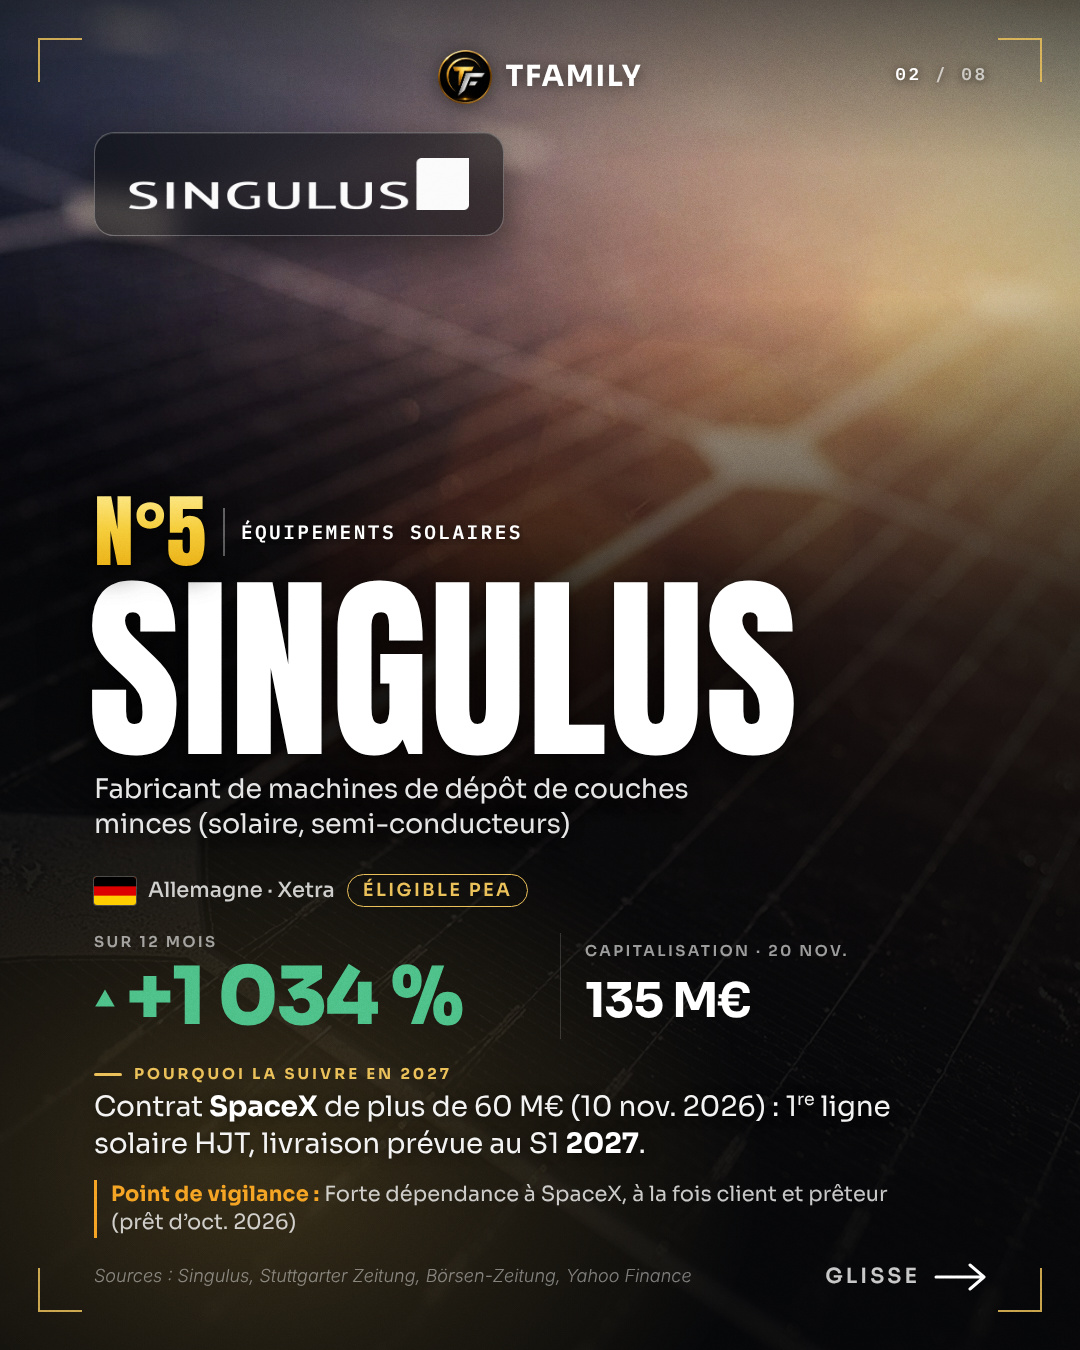 TFAMILY
02 / 08
SINGULUS
N°5
ÉQUIPEMENTS SOLAIRES
SINGULUS
Fabricant de machines de dépôt de couches
minces (solaire, semi-conducteurs)
Allemagne · Xetra
ÉLIGIBLE PEA
SUR 12 MOIS
▲ +1 034 %
CAPITALISATION · 20 NOV.
135 M€
POURQUOI LA SUIVRE EN 2027
Contrat SpaceX de plus de 60 M€ (10 nov. 2026) : 1re ligne
solaire HJT, livraison prévue au S1 2027.
Point de vigilance : Forte dépendance à SpaceX, à la fois client et prêteur
(prêt d’oct. 2026)
Sources : Singulus, Stuttgarter Zeitung, Börsen-Zeitung, Yahoo Finance
GLISSE